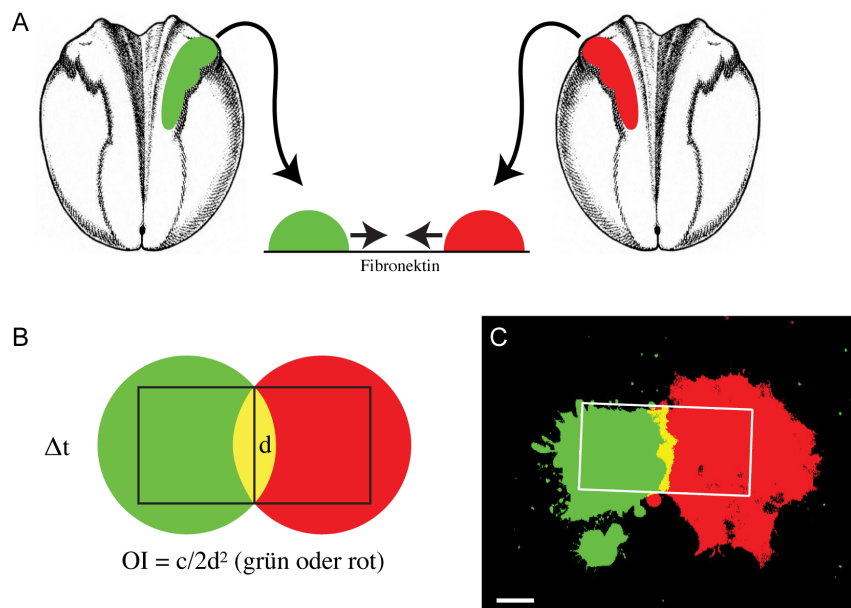 A
Fibronektin
B
Δt
d
OI = c/2d² (grün oder rot)
C